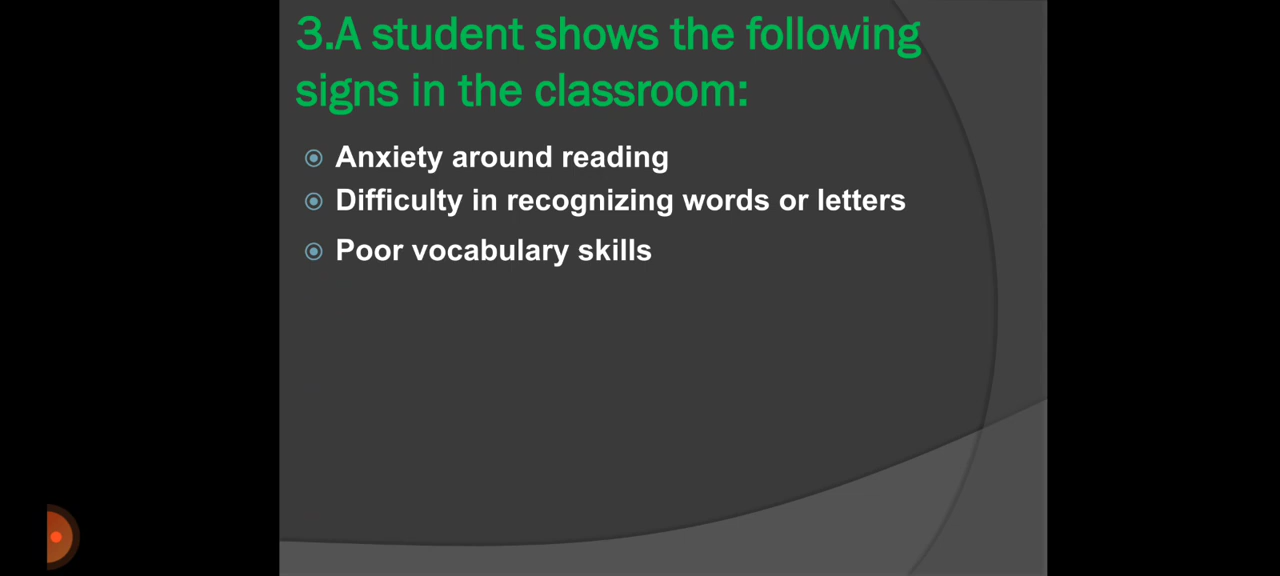 3.A student shows the following
signs in the classroom:
Anxiety around reading
Difficulty in recognizing words or letters
Poor vocabulary skills